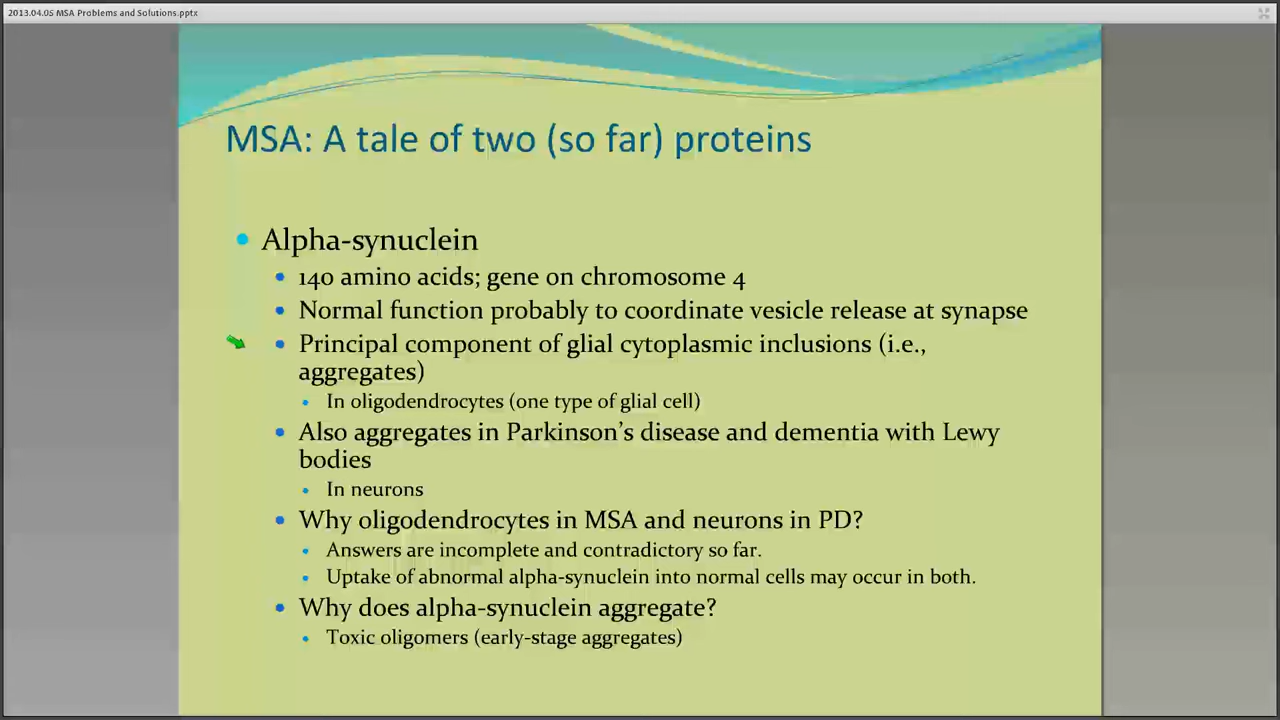 2013.04.05 MSA Problems and Solutions.pptx
MSA: A tale of two (so far) proteins
Alpha-synuclein
140 amino acids; gene on chromosome 4
Normal function probably to coordinate vesicle release at synapse
Principal component of glial cytoplasmic inclusions (i.e.,
aggregates)
In oligodendrocytes (one type of glial cell)
Also aggregates in Parkinson's disease and dementia with Lewy
bodies
In neurons
Why oligodendrocytes in MSA and neurons in PD?
Answers are incomplete and contradictory so far.
Uptake of abnormal alpha-synuclein into normal cells may occur in both.
Why does alpha-synuclein aggregate?
Toxic oligomers (early-stage aggregates)